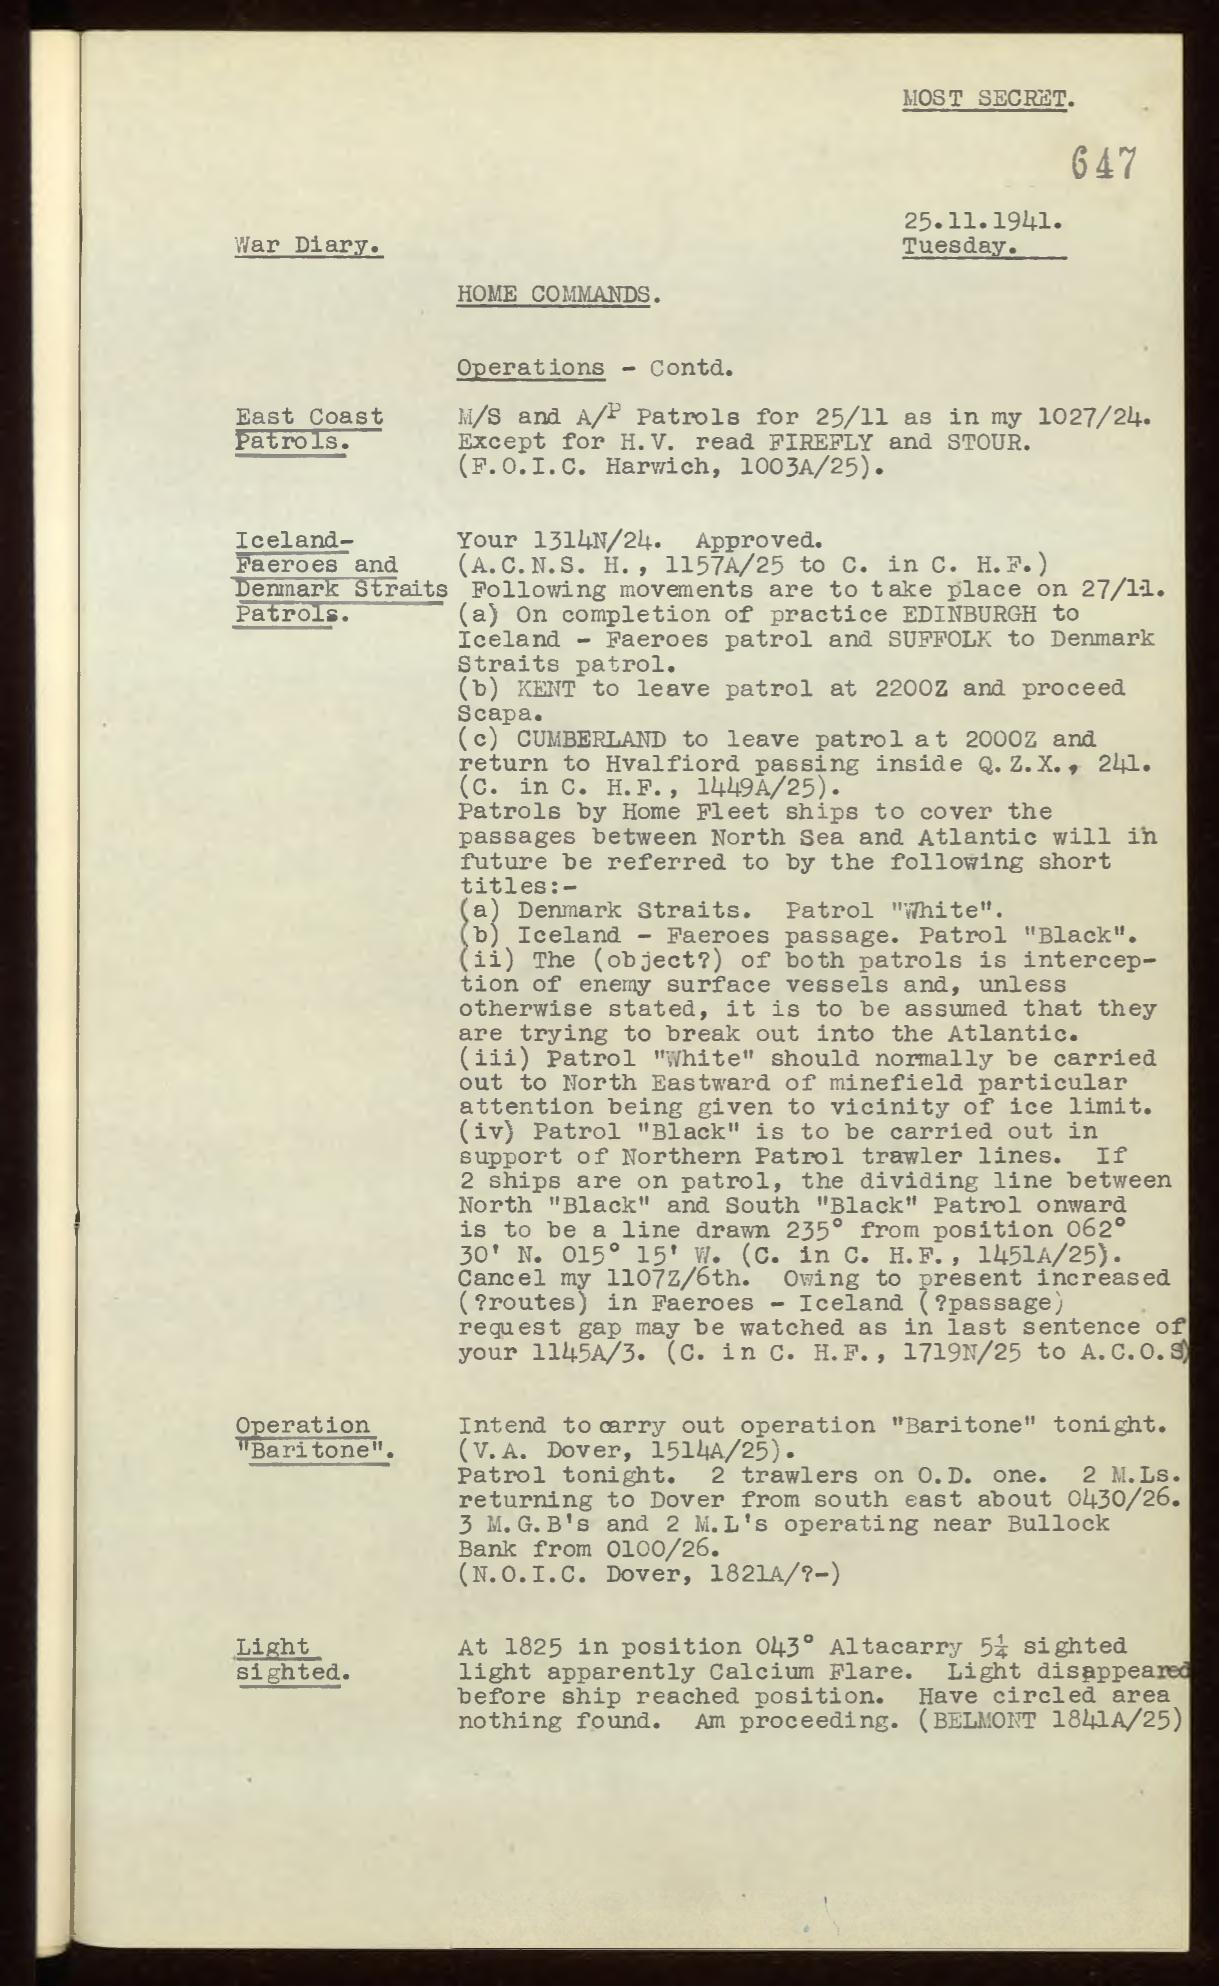 MOST SECRET.
647
25.11.1941.
War Diary.
Tuesday.
HOME COMMANDS.
Operations - Contd.
East Coast
Patrols.
M/S and A/P Patrols for 25/11 as in my 1027/24.
Except for H.V. read FIREFLY and STOUR.
(F.O.I.C. Harwich, 1003A/25).
Iceland-
Faeroes and
Denmark Straits
Patrols.
Your 1314N/24. Approved.
(A.C.N.S. H., 1157A/25 to C. in C. H.F.)
Following movements are to take place on 27/11.
(a) On completion of practice EDINBURGH to
Iceland - Faeroes patrol and SUFFOLK to Denmark
Straits patrol.
(b) KENT to leave patrol at 2200Z and proceed
Scapa.
(c) CUMBERLAND to leave patrol at 2000Z and
return to Hvalfiord passing inside Q.Z.X., 241.
(C. in C. H.F., 1449A/25).
Patrols by Home Fleet ships to cover the
passages between North Sea and Atlantic will in
future be referred to by the following short
titles:-
(a) Denmark Straits. Patrol "White".
(b) Iceland - Faeroes passage. Patrol "Black".
(ii) The (object?) of both patrols is intercep-
tion of enemy surface vessels and, unless
otherwise stated, it is to be assumed that they
are trying to break out into the Atlantic.
(iii) Patrol "White" should normally be carried
out to North Eastward of minefield particular
attention being given to vicinity of ice limit.
(iv) Patrol "Black" is to be carried out in
support of Northern Patrol trawler lines. If
2 ships are on patrol, the dividing line between
North "Black" and South "Black" Patrol onward
is to be a line drawn 235° from position 062°
30' N. 015° 15' W. (C. in C. H.F., 1451A/25).
Cancel my 1107Z/6th. Owing to present increased
(?routes) in Faeroes - Iceland (?passage)
request gap may be watched as in last sentence of
your 1145A/3. (C. in C. H.F., 1719N/25 to A.C.O.S)
Operation
"Baritone".
Intend to carry out operation "Baritone" tonight.
(V.A. Dover, 1514A/25).
Patrol tonight. 2 trawlers on O.D. one. 2 M.Ls.
returning to Dover from south east about 0430/26.
3 M.G.B's and 2 M.L's operating near Bullock
Bank from 0100/26.
(N.O.I.C. Dover, 1821A/?-)
Light
sighted.
At 1825 in position 043° Altacarry 5¼ sighted
light apparently Calcium Flare. Light disappeared
before ship reached position. Have circled area
nothing found. Am proceeding. (BELMONT 1841A/25)